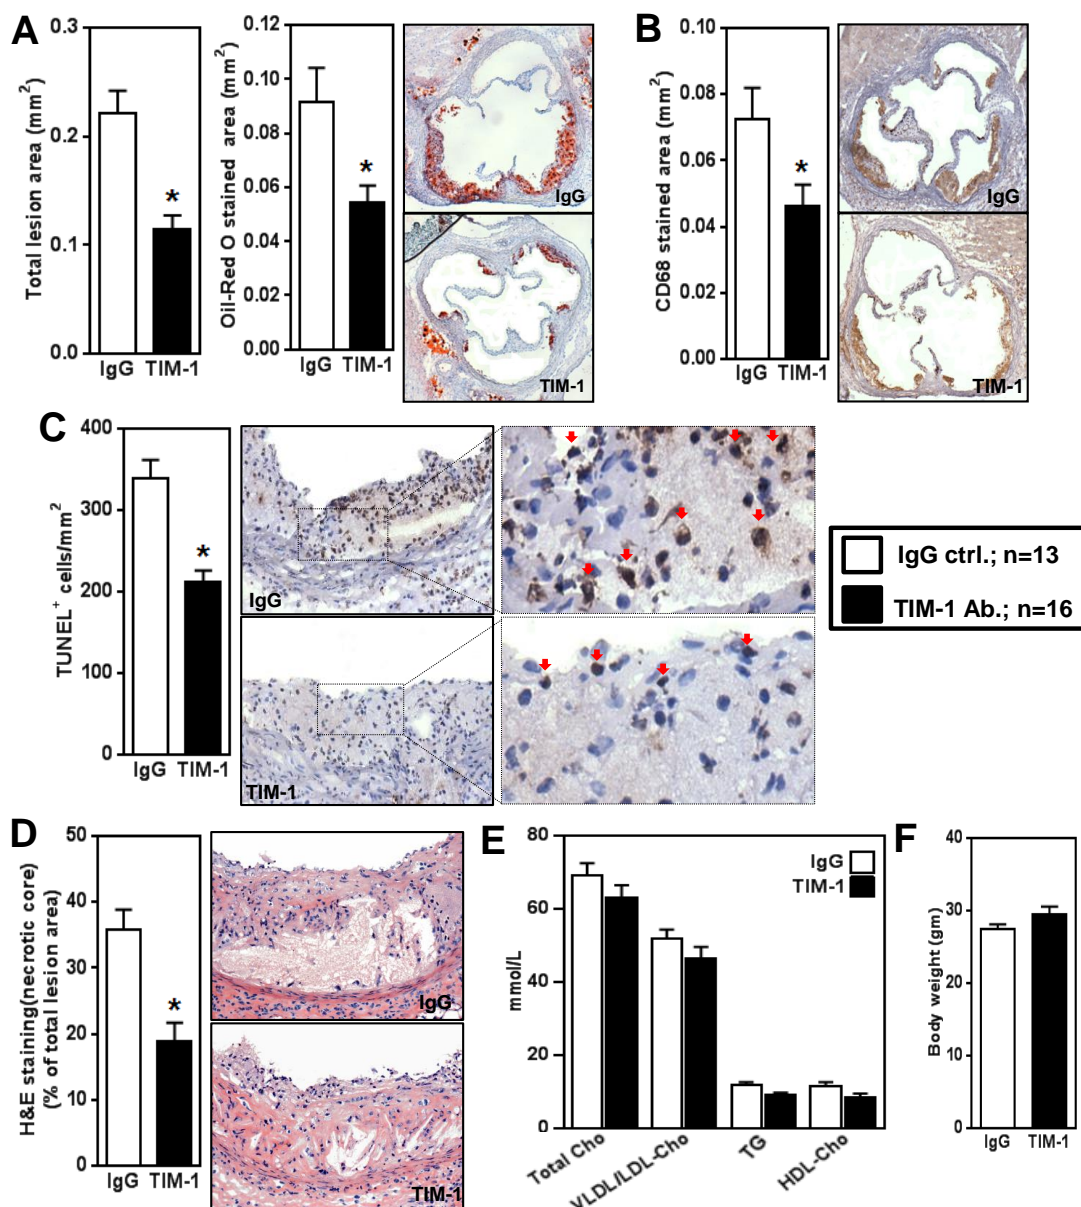 A
Total lesion area (mm²)
0.3
0.2
0.1
0.0
*
IgG TIM-1
Oil-Red O stained area (mm²)
0.12
0.10
0.08
0.06
0.04
0.02
0.00
*
IgG TIM-1
IgG
TIM-1
B
CD68 stained area (mm²)
0.10
0.08
0.06
0.04
0.02
0.00
*
IgG TIM-1
IgG
TIM-1
C
TUNEL⁺ cells/m²
400
300
200
100
0
*
IgG TIM-1
IgG
TIM-1
IgG ctrl.; n=13
TIM-1 Ab.; n=16
D
H&E staining(necrotic core)
(% of total lesion area)
50
40
30
20
10
0
*
IgG TIM-1
IgG
TIM-1
E
mmol/L
80
60
40
20
0
IgG
TIM-1
Total Cho
VLDL/LDL-Cho
TG
HDL-Cho
F
Body weight (gm)
40
30
20
10
0
IgG TIM-1